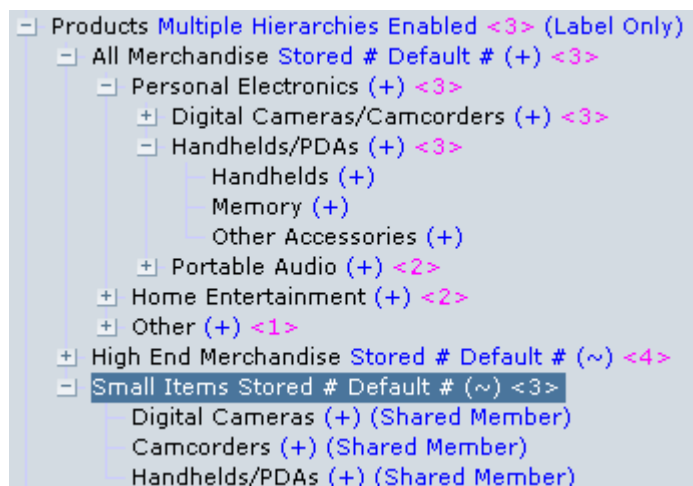 Products Multiple Hierarchies Enabled <3> (Label Only)
All Merchandise Stored # Default # (+) <3>
Personal Electronics (+) <3>
Digital Cameras/Camcorders (+) <3>
Handhelds/PDAs (+) <3>
Handhelds (+)
Memory (+)
Other Accessories (+)
Portable Audio (+) <2>
Home Entertainment (+) <2>
Other (+) <1>
High End Merchandise Stored # Default # (~) <4>
Small Items Stored # Default # (~) <3>
Digital Cameras (+) (Shared Member)
Camcorders (+) (Shared Member)
Handhelds/PDAs (+) (Shared Member)